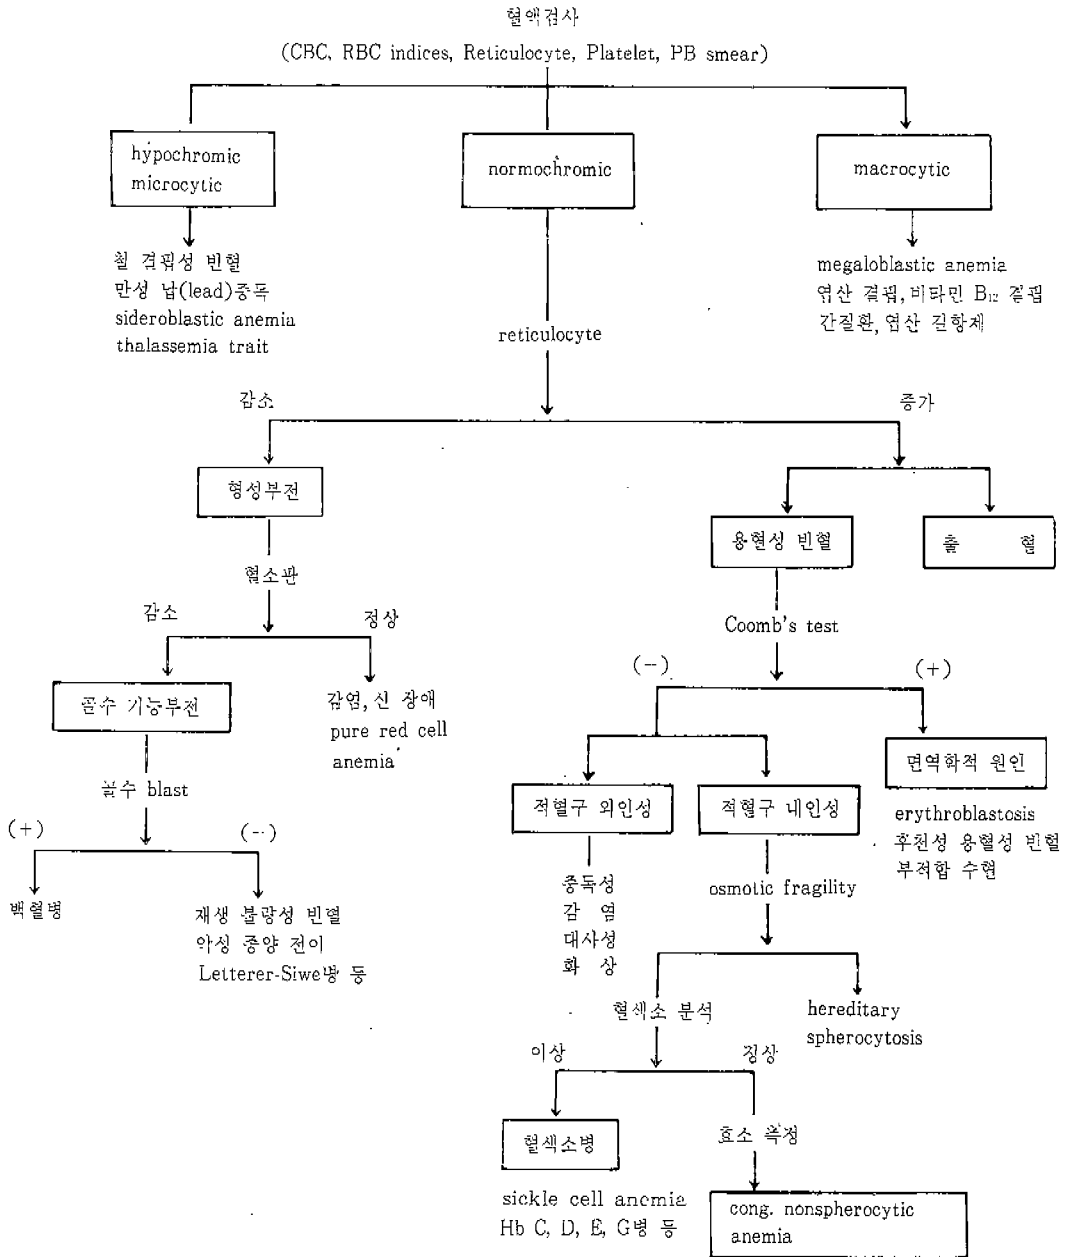 혈액검사
(CBC, RBC indices, Reticulocyte, Platelet, PB smear)
hypochromic
microcytic
normochromic
macrocytic
철 결핍성 빈혈
만성 납(lead)중독
sideroblastic anemia
thalassemia trait
megaloblastic anemia
엽산 결핍, 비타민 B₁₂ 결핍
간질환, 엽산 길항제
reticulocyte
감소
증가
형성부전
용혈성 빈혈
출 혈
혈소판
Coomb's test
감소
정상
(-)
(+)
골수 기능부전
감염, 신 장애
pure red cell
anemia
면역학적 원인
골수 blast
적혈구 외인성
적혈구 내인성
erythroblastosis
후천성 용혈성 빈혈
부적합 수혈
(+)
(-)
중독성
감 염
대사성
화 상
osmotic fragility
백혈병
재생 불량성 빈혈
악성 종양 전이
Letterer-Siwe병 등
혈색소 분석
hereditary
spherocytosis
이상
정상
혈색소병
효소 측정
sickle cell anemia
Hb C, D, E, G병 등
cong. nonspherocytic
anemia